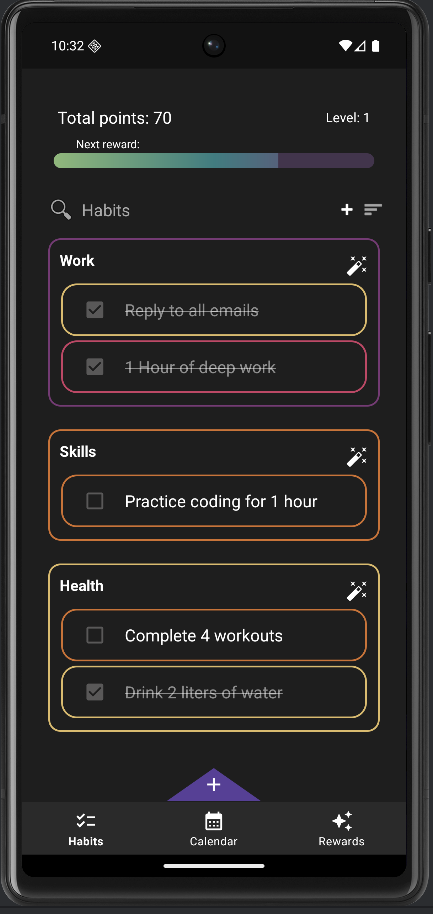 10:32
Total points: 70
Level: 1
Next reward:
Habits
Work
Reply to all emails
1 Hour of deep work
Skills
Practice coding for 1 hour
Health
Complete 4 workouts
Drink 2 liters of water
Habits
Calendar
Rewards